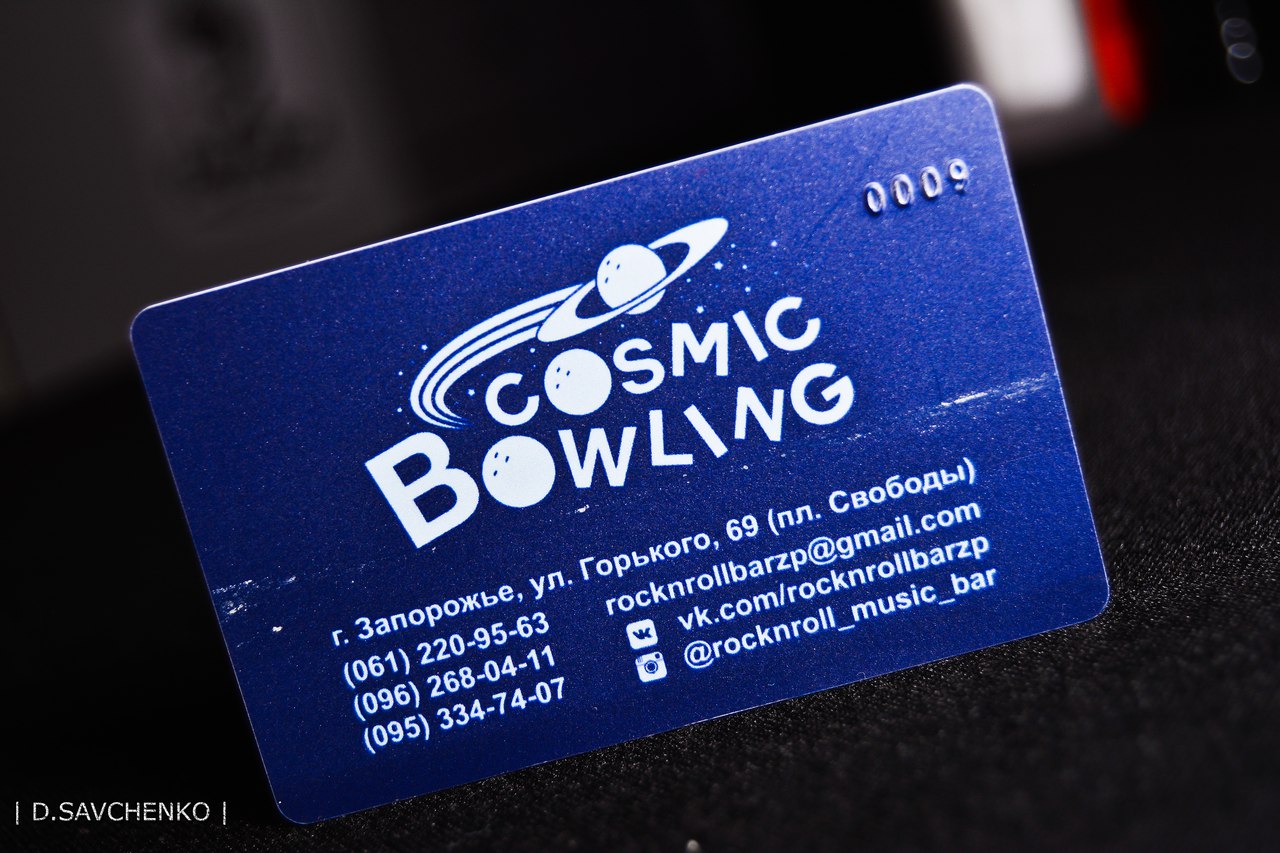 0009
COSMIC
BOWLING
г. Запорожье, ул. Горького, 69 (пл. Свободы)
(061) 220-95-63
(096) 268-04-11
(095) 334-74-07
rocknrollbarzp@gmail.com
vk.com/rocknrollbarzp
@rocknroll_music_bar
| D.SAVCHENKO |